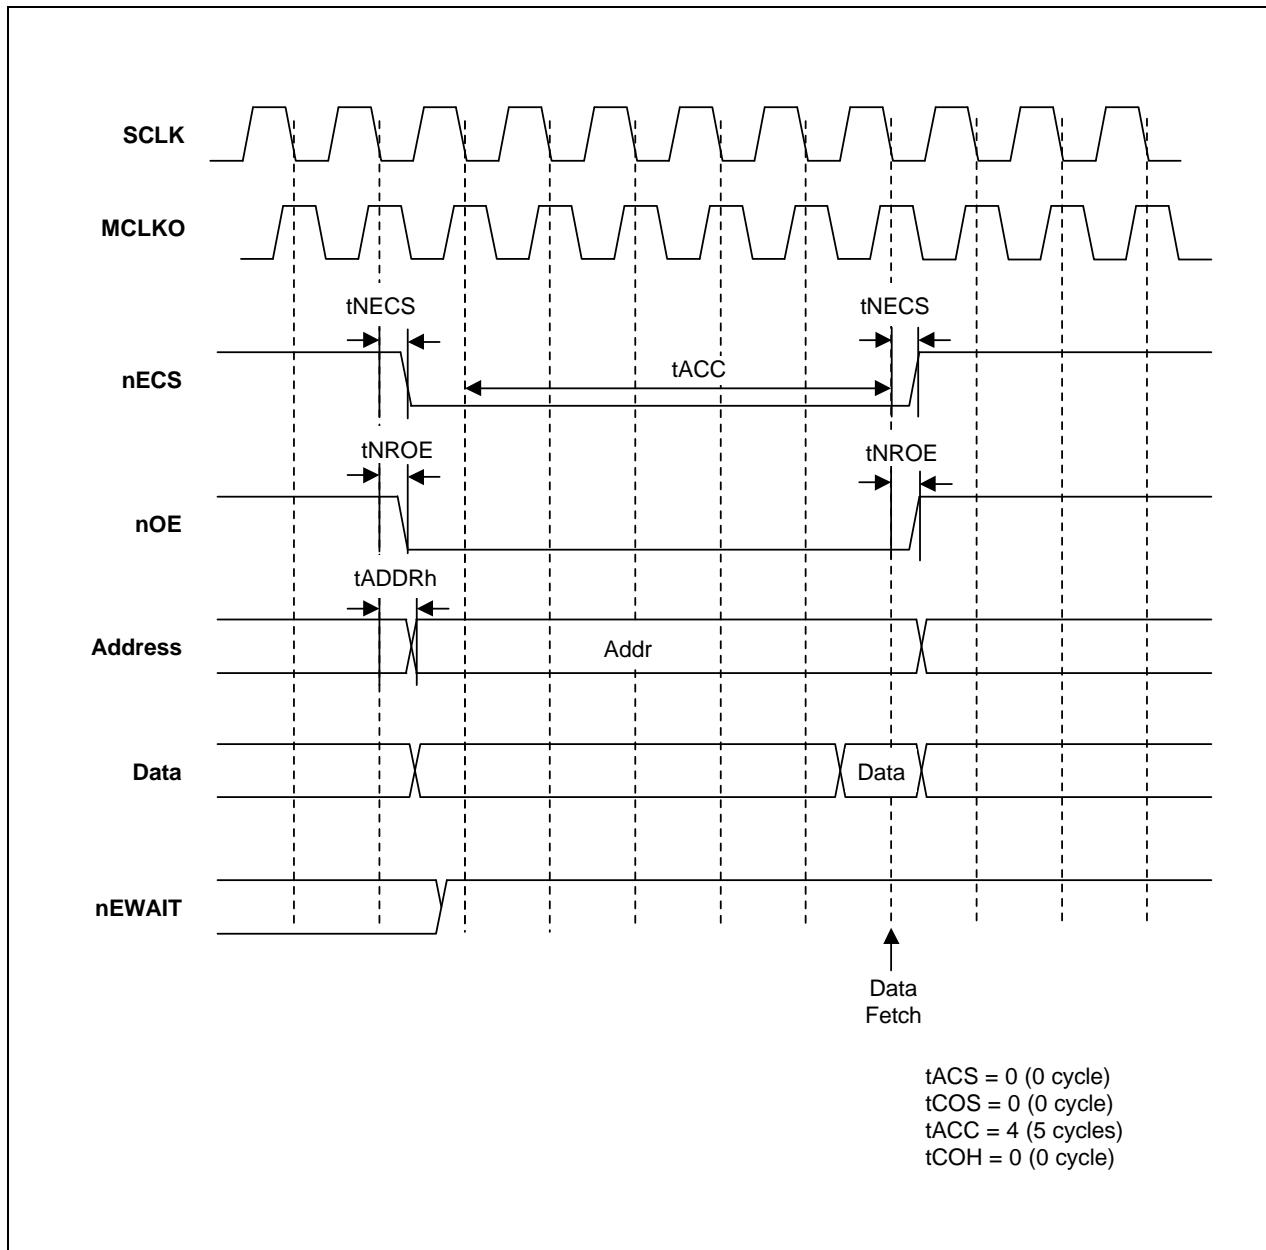 SCLK
MCLKO
tNECS
tNECS
nECS
tACC
tNROE
tNROE
nOE
tADDRh
Address
Addr
Data
Data
nEWAIT
Data
Fetch
tACS = 0 (0 cycle)
tCOS = 0 (0 cycle)
tACC = 4 (5 cycles)
tCOH = 0 (0 cycle)